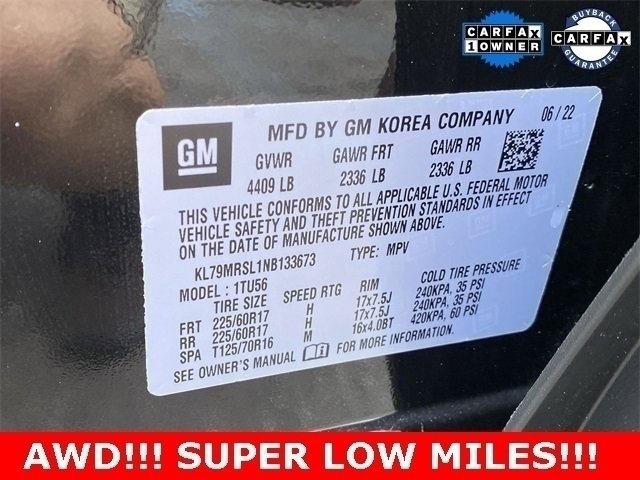 CARFAX
1 OWNER
BUYBACK
CARFAX
GUARANTEE
GM
MFD BY GM KOREA COMPANY 06 / 22
GVWR GAWR FRT GAWR RR
4409 LB 2336 LB 2336 LB
THIS VEHICLE CONFORMS TO ALL APPLICABLE U.S. FEDERAL MOTOR
VEHICLE SAFETY AND THEFT PREVENTION STANDARDS IN EFFECT
ON THE DATE OF MANUFACTURE SHOWN ABOVE.
KL79MRSL1NB133673 TYPE: MPV
MODEL : 1TU56
TIRE SIZE SPEED RTG RIM COLD TIRE PRESSURE
FRT 225/60R17 H 17x7.5J 240KPA, 35 PSI
RR 225/60R17 H 17x7.5J 240KPA, 35 PSI
SPA T125/70R16 M 16x4.0BT 420KPA, 60 PSI
SEE OWNER'S MANUAL FOR MORE INFORMATION.
AWD!!! SUPER LOW MILES!!!